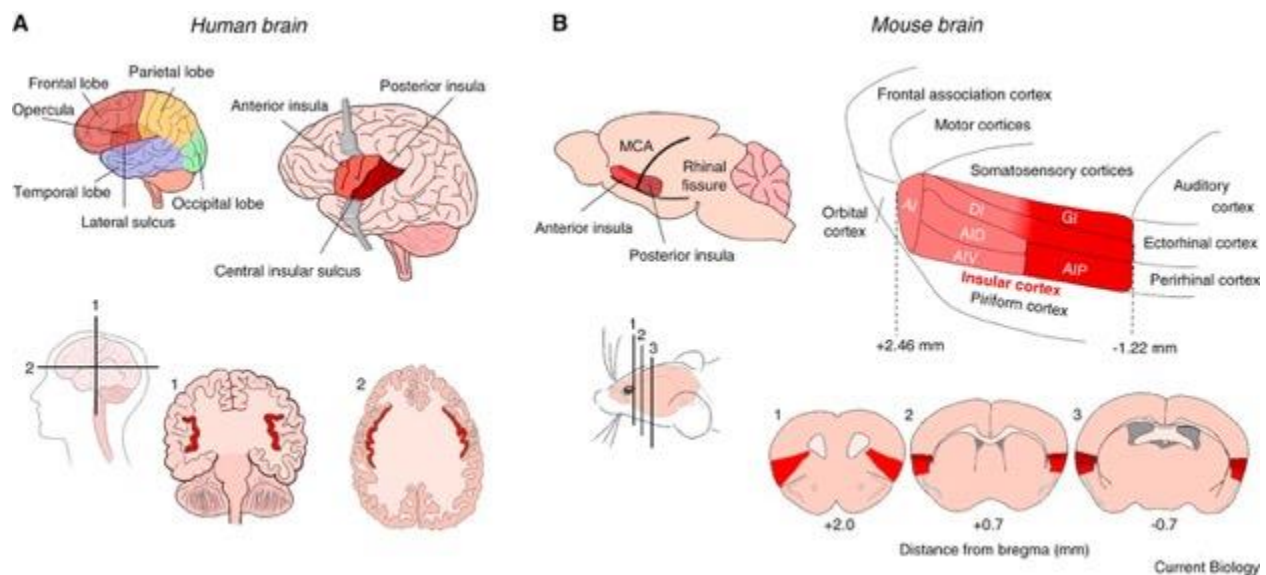 A
Human brain
Parietal lobe
Frontal lobe
Opercula
Temporal lobe
Lateral sulcus
Occipital lobe
Posterior insula
Anterior insula
Central insular sulcus
1
2
1
2
B
Mouse brain
MCA
Rhinal
fissure
Anterior insula
Posterior insula
Frontal association cortex
Motor cortices
Somatosensory cortices
Auditory
cortex
Orbital
cortex
AI
DI
GI
AID
AIV
AIP
Ectorhinal cortex
Perirhinal cortex
Insular cortex
Piriform cortex
+2.46 mm
-1.22 mm
1
2
3
1
2
3
+2.0
+0.7
-0.7
Distance from bregma (mm)
Current Biology